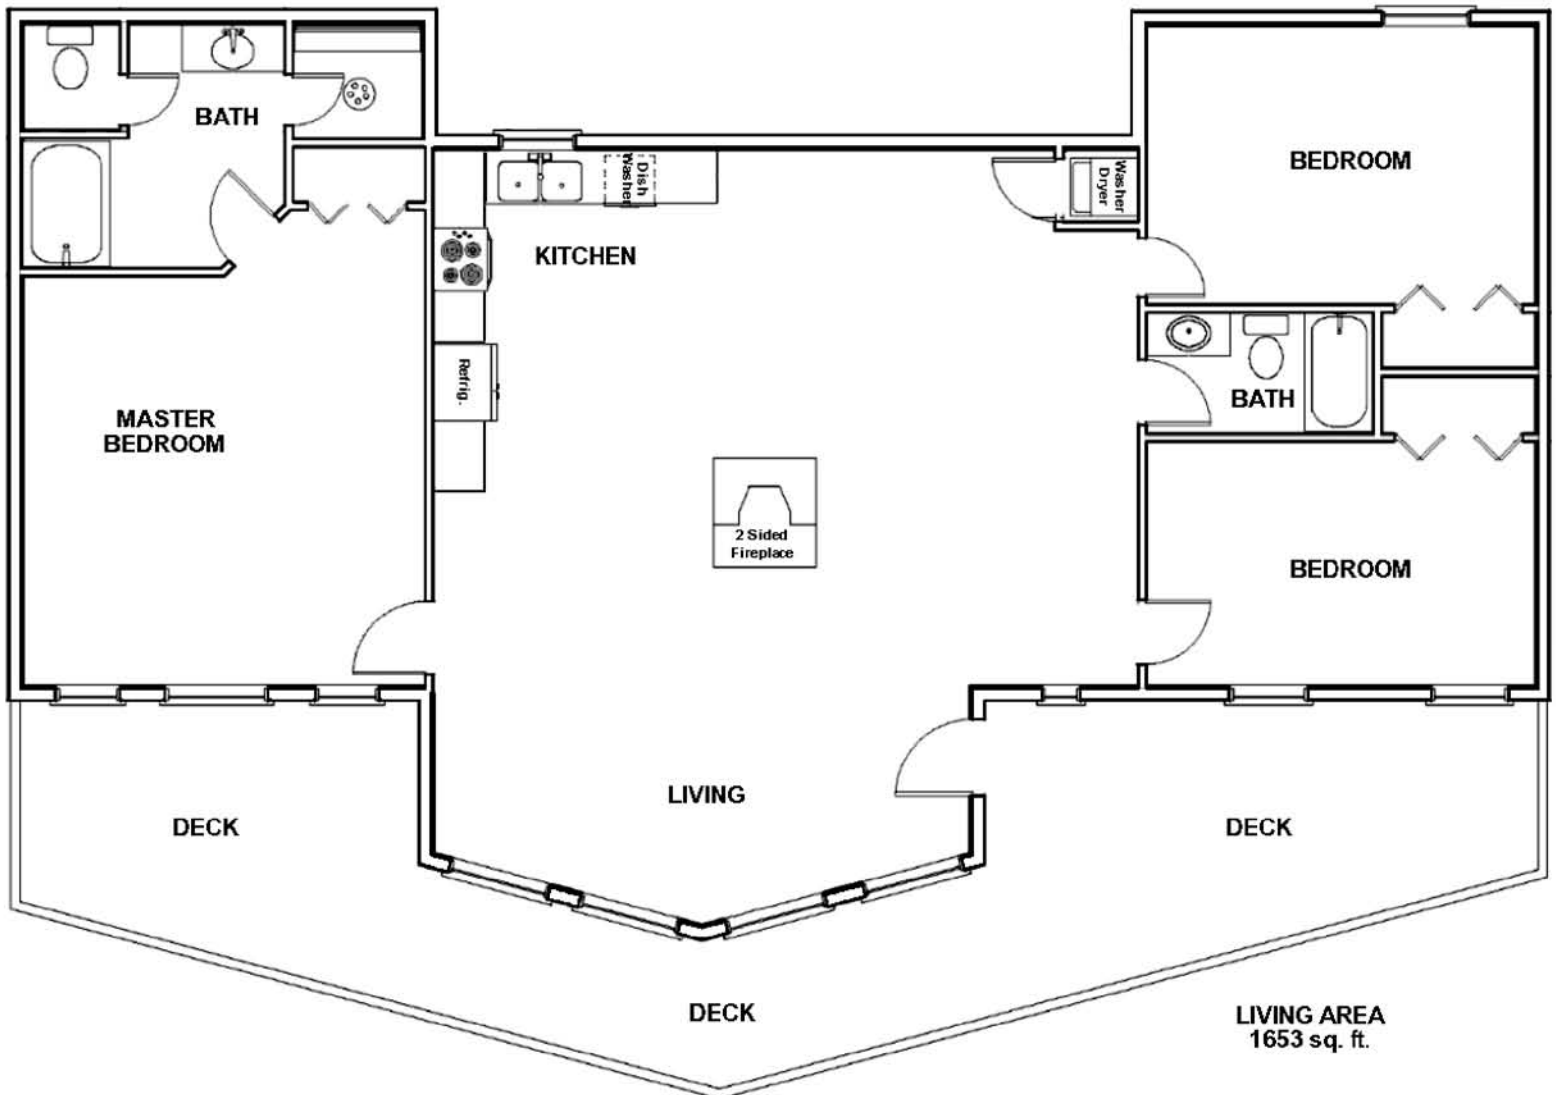 BATH
Dish
Washer
Washer
Dryer
BEDROOM
KITCHEN
Refrig.
BATH
MASTER
BEDROOM
2 Sided
Fireplace
BEDROOM
LIVING
DECK
DECK
DECK
LIVING AREA
1653 sq. ft.